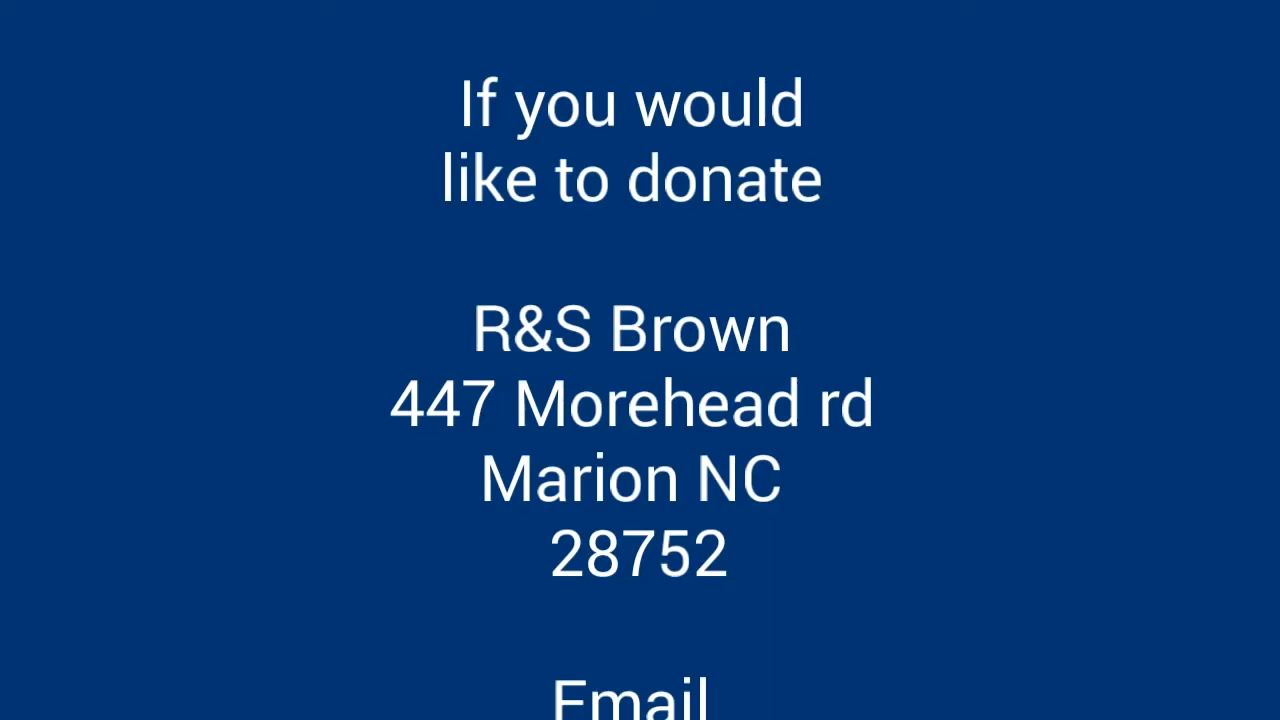 If you would
like to donate
R&S Brown
447 Morehead rd
Marion NC
28752
Email